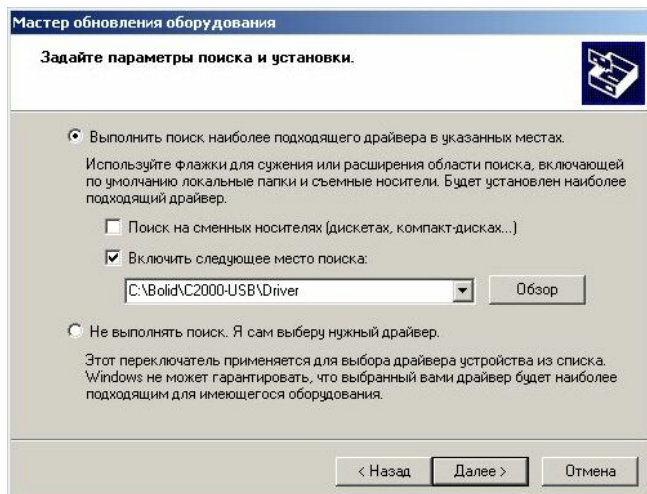 Мастер обновления оборудования
Задайте параметры поиска и установки.
Выполнить поиск наиболее подходящего драйвера в указанных местах.
Используйте флажки для сужения или расширения области поиска, включающей
по умолчанию локальные папки и съемные носители. Будет установлен наиболее
подходящий драйвер.
Поиск на сменных носителях (дискетах, компакт-дисках...)
Включить следующее место поиска:
C:\Bolid\C2000-USB\Driver
Обзор
Не выполнять поиск. Я сам выберу нужный драйвер.
Этот переключатель применяется для выбора драйвера устройства из списка.
Windows не может гарантировать, что выбранный вами драйвер будет наиболее
подходящим для имеющегося оборудования.
< Назад
Далее >
Отмена